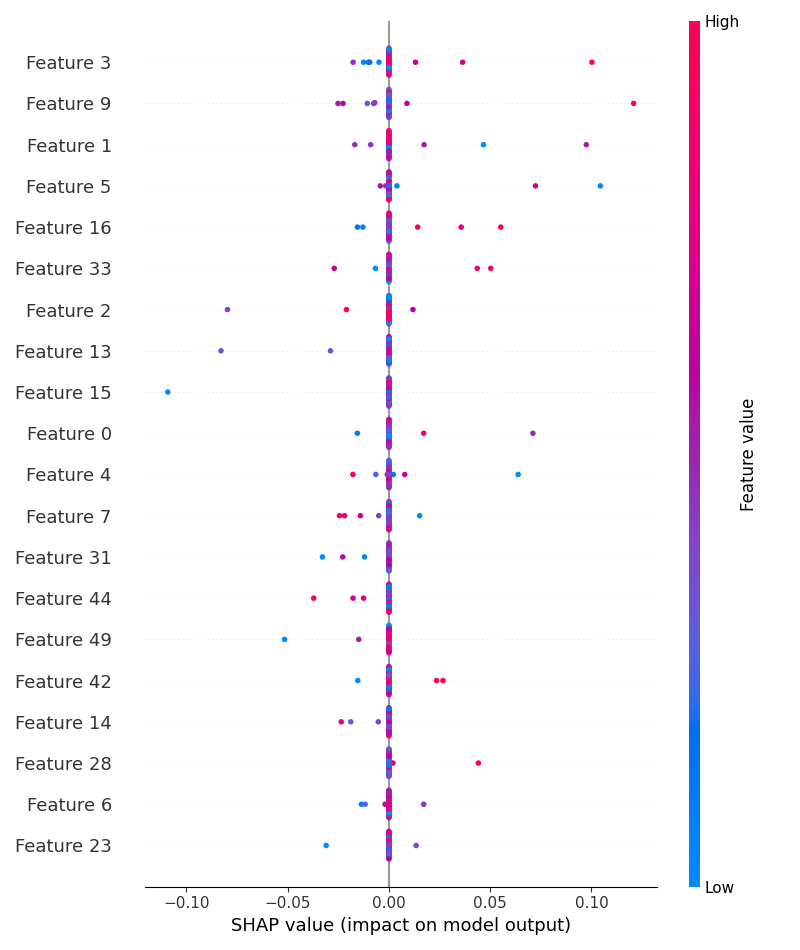 High
Feature 3
Feature 9
Feature 1
Feature 5
Feature 16
Feature 33
Feature 2
Feature 13
Feature 15
Feature 0
Feature 4
Feature 7
Feature 31
Feature 44
Feature 49
Feature 42
Feature 14
Feature 28
Feature 6
Feature 23
Feature value
Low
−0.10 −0.05 0.00 0.05 0.10
SHAP value (impact on model output)